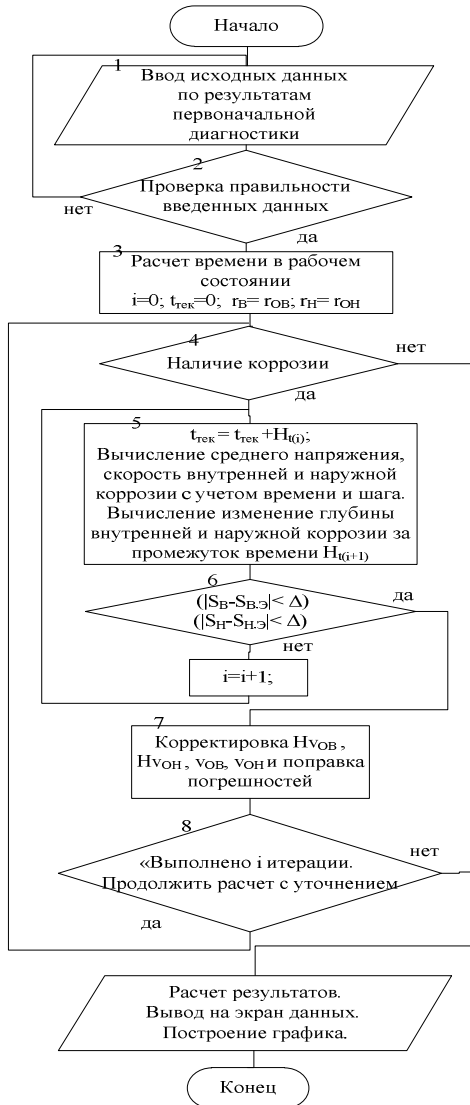 Начало
1
Ввод исходных данных
по результатам
первоначальной
диагностики
2
Проверка правильности
введенных данных
нет
да
3
Расчет времени в рабочем
состоянии
i=0; tтек=0; rВ= rОВ; rН= rОН
4
Наличие коррозии
нет
да
5
tтек = tтек +Ht(i);
Вычисление среднего напряжения,
скорость внутренней и наружной
коррозии с учетом времени и шага.
Вычисление изменение глубины
внутренней и наружной коррозии за
промежуток времени Ht(i+1)
6
(|SВ-SВ.Э|< Δ)
(|SН-SН.Э|< Δ)
да
нет
i=i+1;
7
Корректировка HvОВ ,
HvОН , vОВ, vОН и поправка
погрешностей
8
«Выполнено i итерации.
Продолжить расчет с уточнением
нет
да
Расчет результатов.
Вывод на экран данных.
Построение графика.
Конец